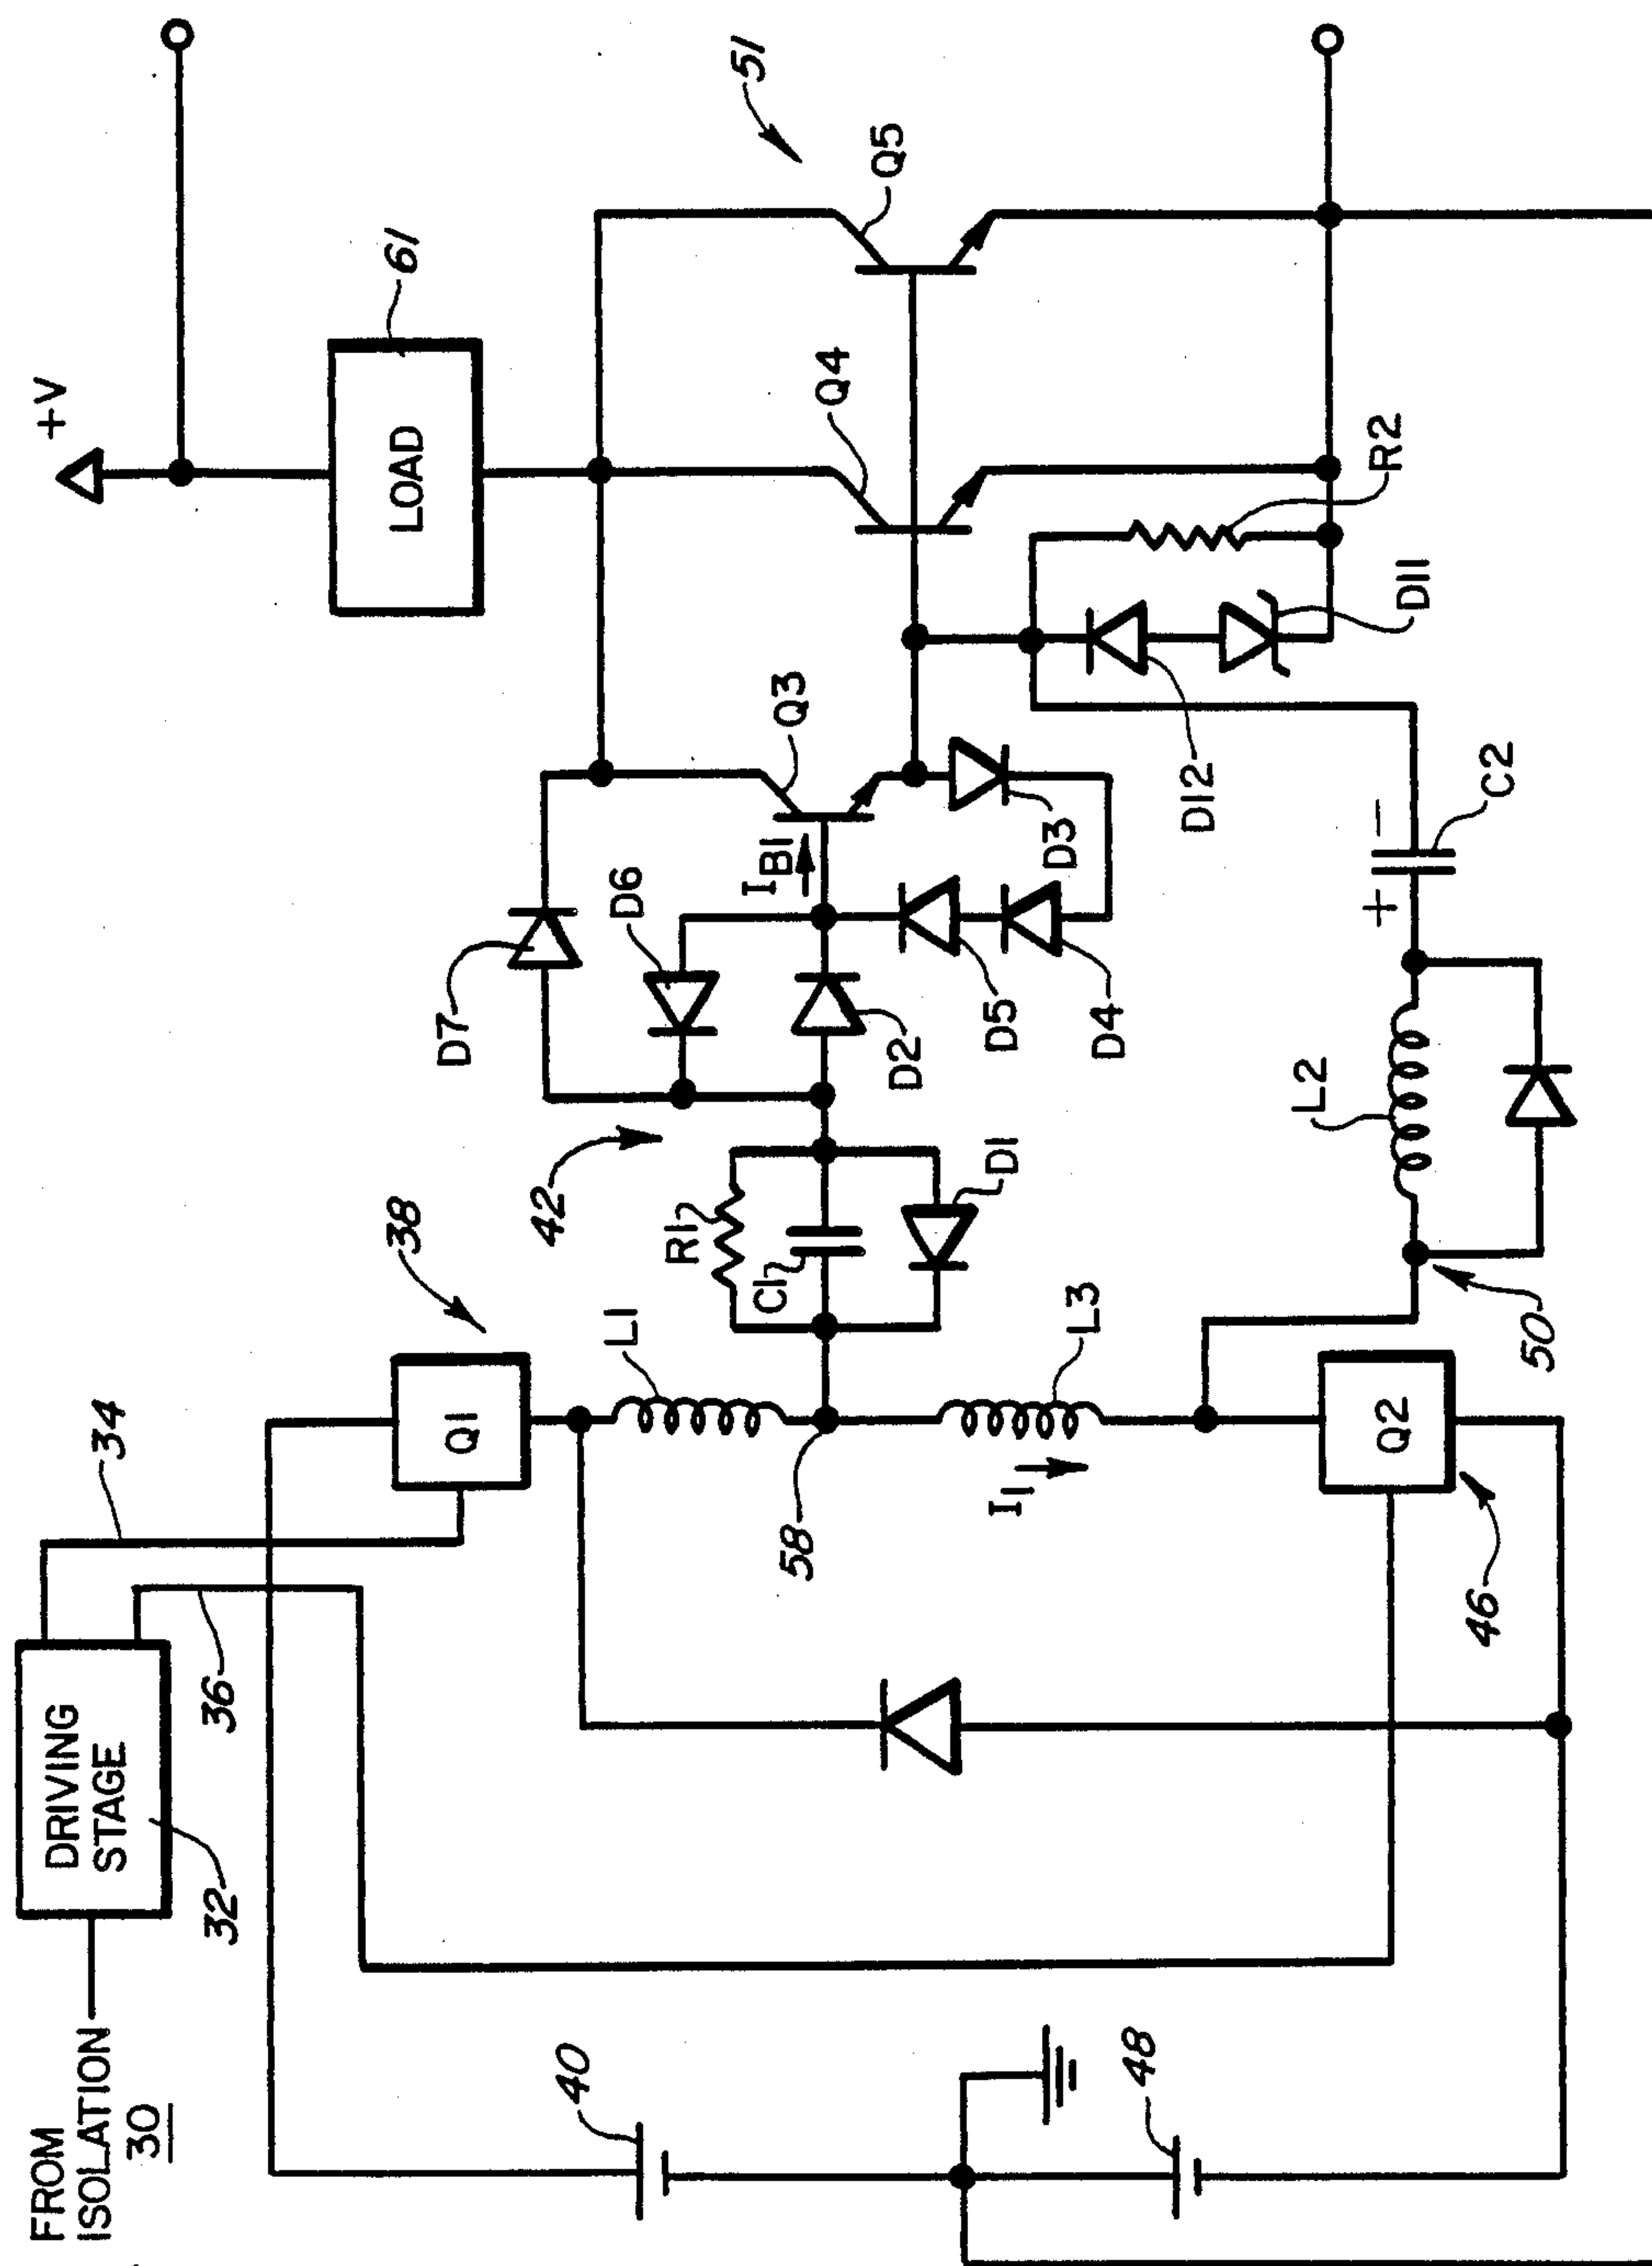 FROM
ISOLATION
30
DRIVING
STAGE
32
34
36
38
Q1
40
48
L1
58
I1
L3
Q2
46
42
R1
C1
D1
D7
D6
D2
IB1
Q3
D5
D4
D3
50
L2
+ −
C2
D12
D11
R2
+V
LOAD
61
Q4
Q5
51